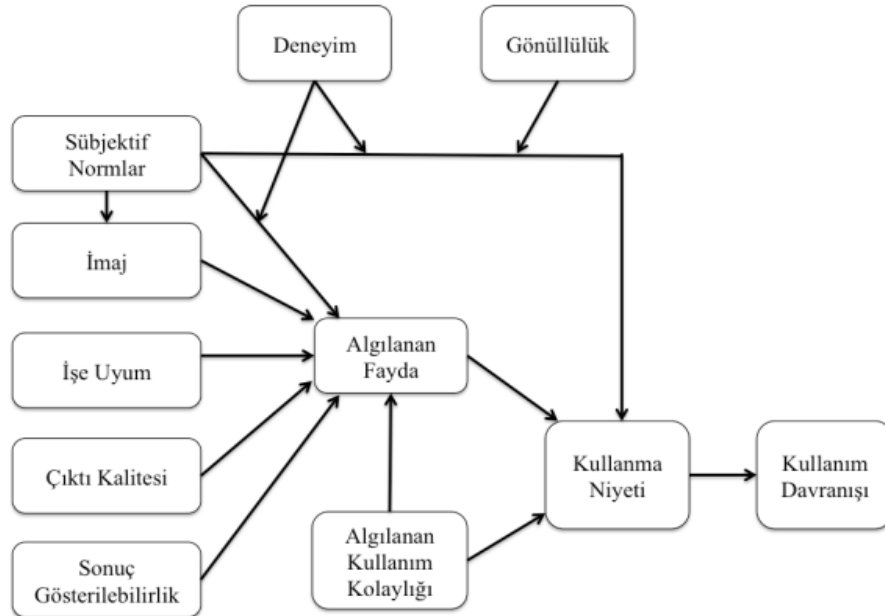 Deneyim
Gönüllülük
Sübjektif
Normlar
İmaj
İşe Uyum
Algılanan
Fayda
Çıktı Kalitesi
Kullanma
Niyeti
Kullanım
Davranışı
Sonuç
Gösterilebilirlik
Algılanan
Kullanım
Kolaylığı